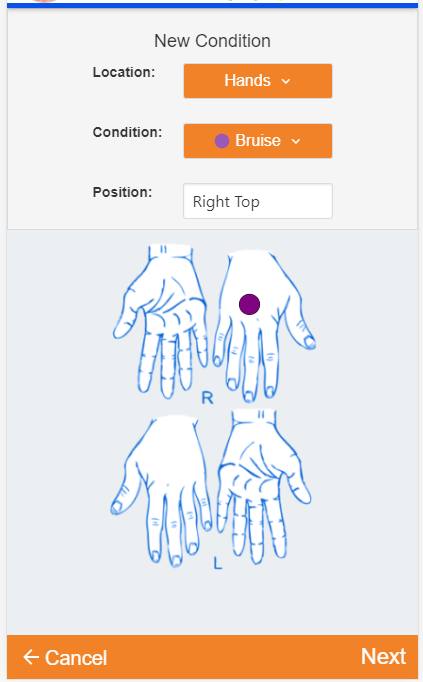 New Condition
Location: Hands
Condition: Bruise
Position: Right Top
R
L
Cancel Next